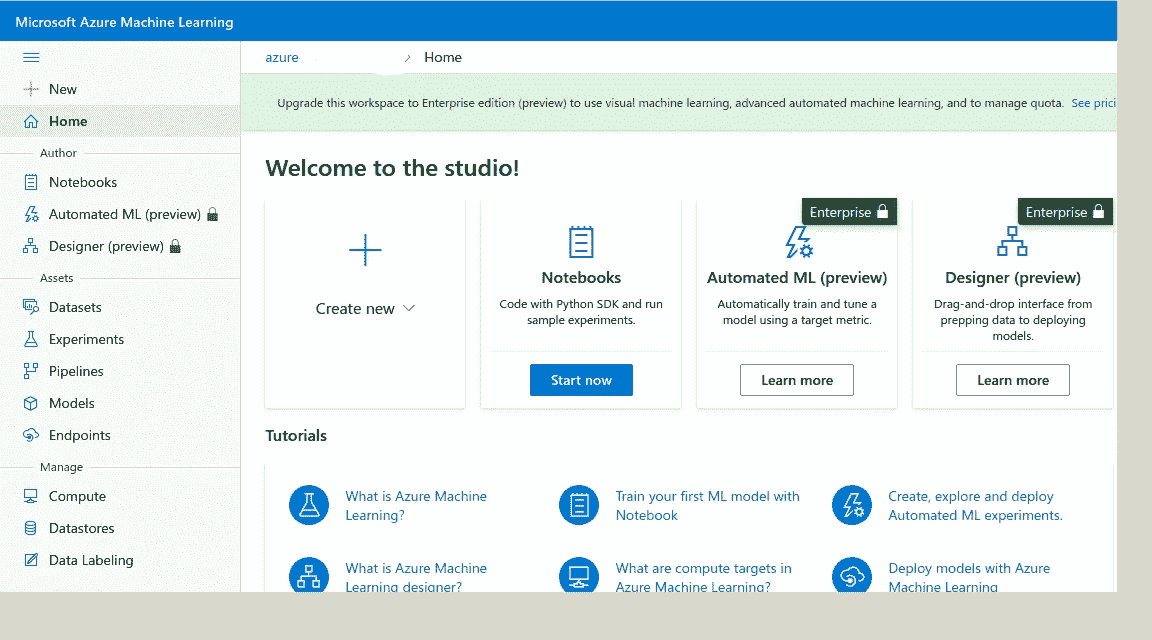 Microsoft Azure Machine Learning
New
Home
Author
Notebooks
Automated ML (preview)
Designer (preview)
Assets
Datasets
Experiments
Pipelines
Models
Endpoints
Manage
Compute
Datastores
Data Labeling
azure > Home
Upgrade this workspace to Enterprise edition (preview) to use visual machine learning, advanced automated machine learning, and to manage quota. See prici
Welcome to the studio!
Create new
Notebooks
Code with Python SDK and run
sample experiments.
Start now
Enterprise
Automated ML (preview)
Automatically train and tune a
model using a target metric.
Learn more
Enterprise
Designer (preview)
Drag-and-drop interface from
prepping data to deploying
models.
Learn more
Tutorials
What is Azure Machine
Learning?
Train your first ML model with
Notebook
Create, explore and deploy
Automated ML experiments.
What is Azure Machine
Learning designer?
What are compute targets in
Azure Machine Learning?
Deploy models with Azure
Machine Learning